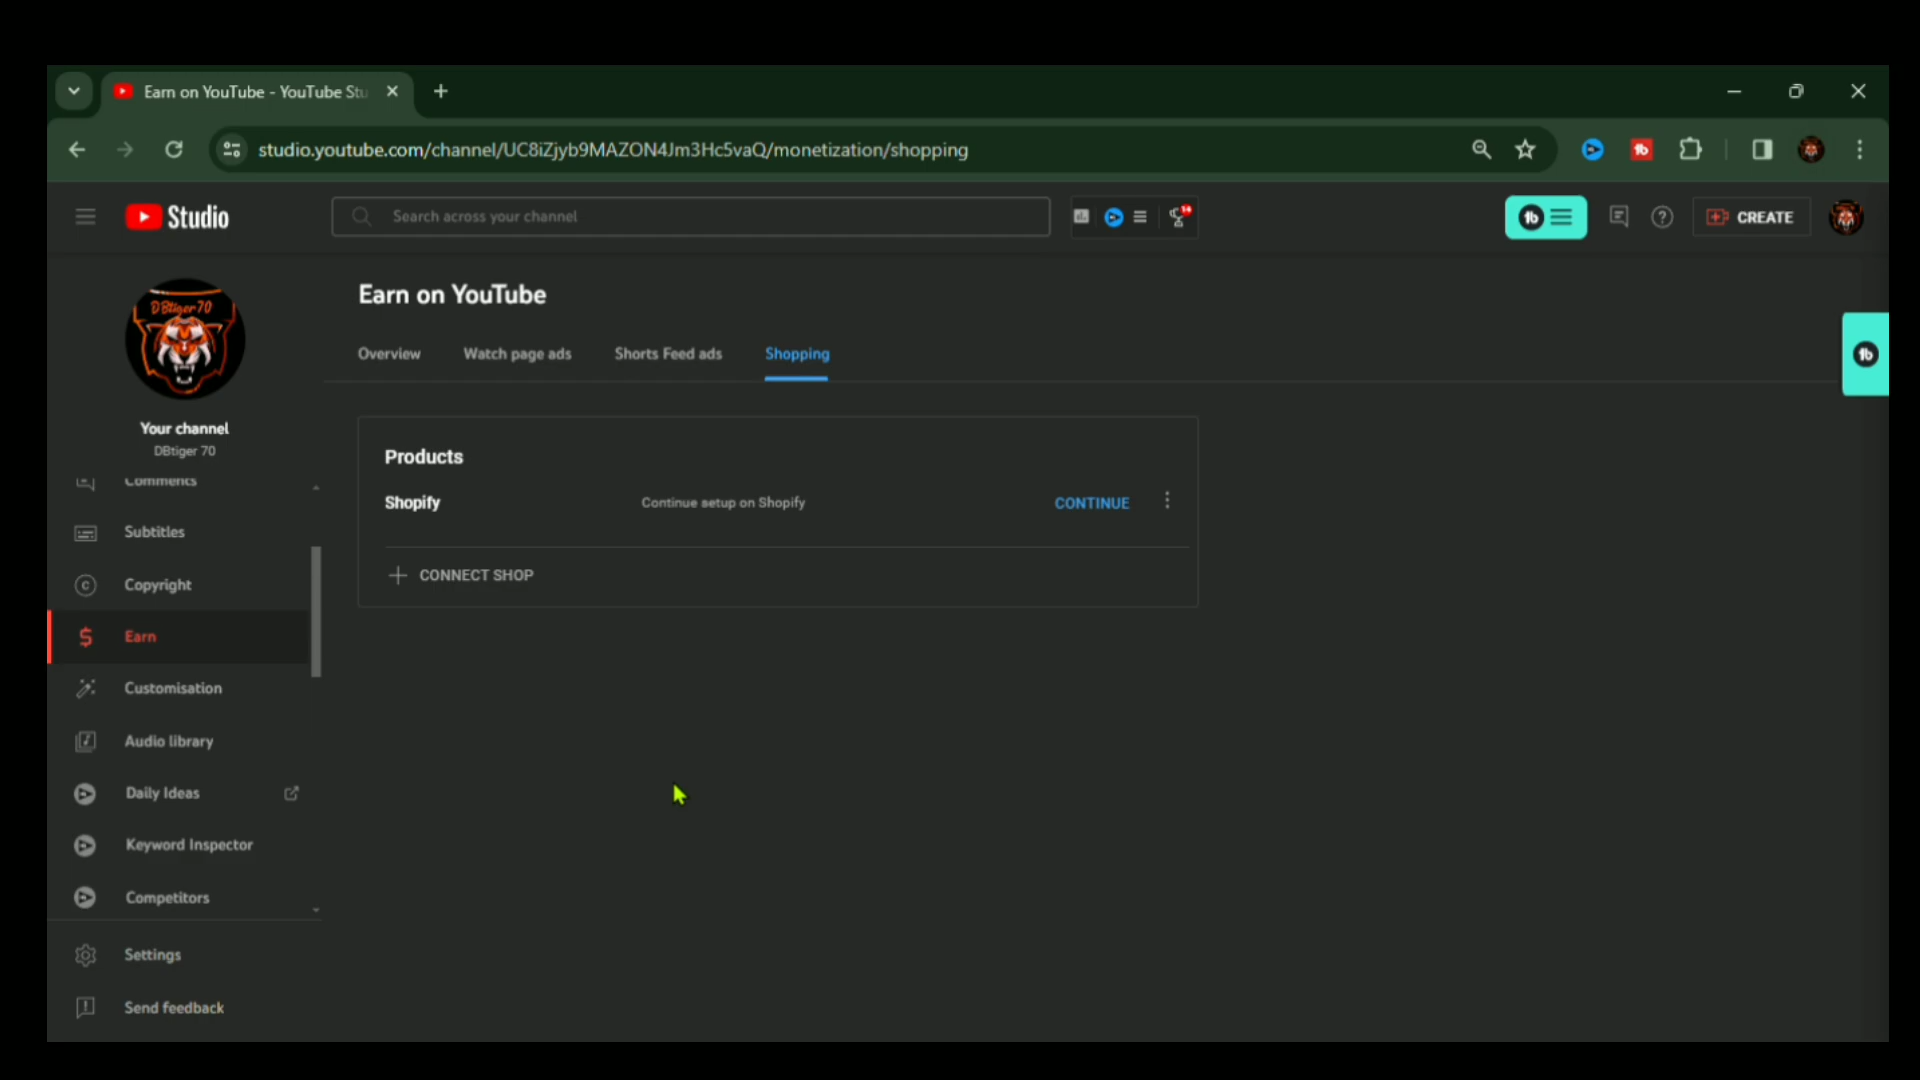 Earn on YouTube - YouTube Stu
studio.youtube.com/channel/UC8iZjyb9MAZON4Jm3Hc5vaQ/monetization/shopping
Studio
Search across your channel
CREATE
DBtiger70
Your channel
DBtiger 70
Comments
Subtitles
Copyright
Earn
Customisation
Audio library
Daily Ideas
Keyword Inspector
Competitors
Settings
Send feedback
Earn on YouTube
Overview
Watch page ads
Shorts Feed ads
Shopping
Products
Shopify
Continue setup on Shopify
CONTINUE
CONNECT SHOP